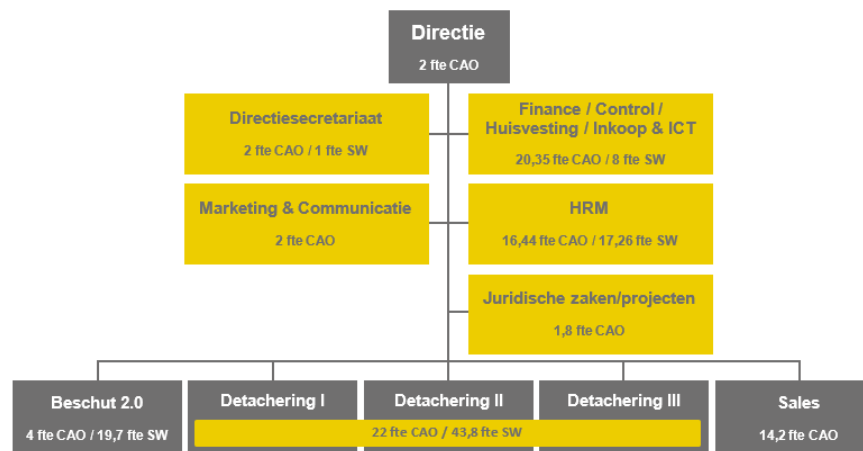 Directie
2 fte CAO
Directiesecretariaat
2 fte CAO / 1 fte SW
Finance / Control /
Huisvesting / Inkoop & ICT
20,35 fte CAO / 8 fte SW
Marketing & Communicatie
2 fte CAO
HRM
16,44 fte CAO / 17,26 fte SW
Juridische zaken/projecten
1,8 fte CAO
Beschut 2.0
4 fte CAO / 19,7 fte SW
Detachering I
Detachering II
Detachering III
22 fte CAO / 43,8 fte SW
Sales
14,2 fte CAO